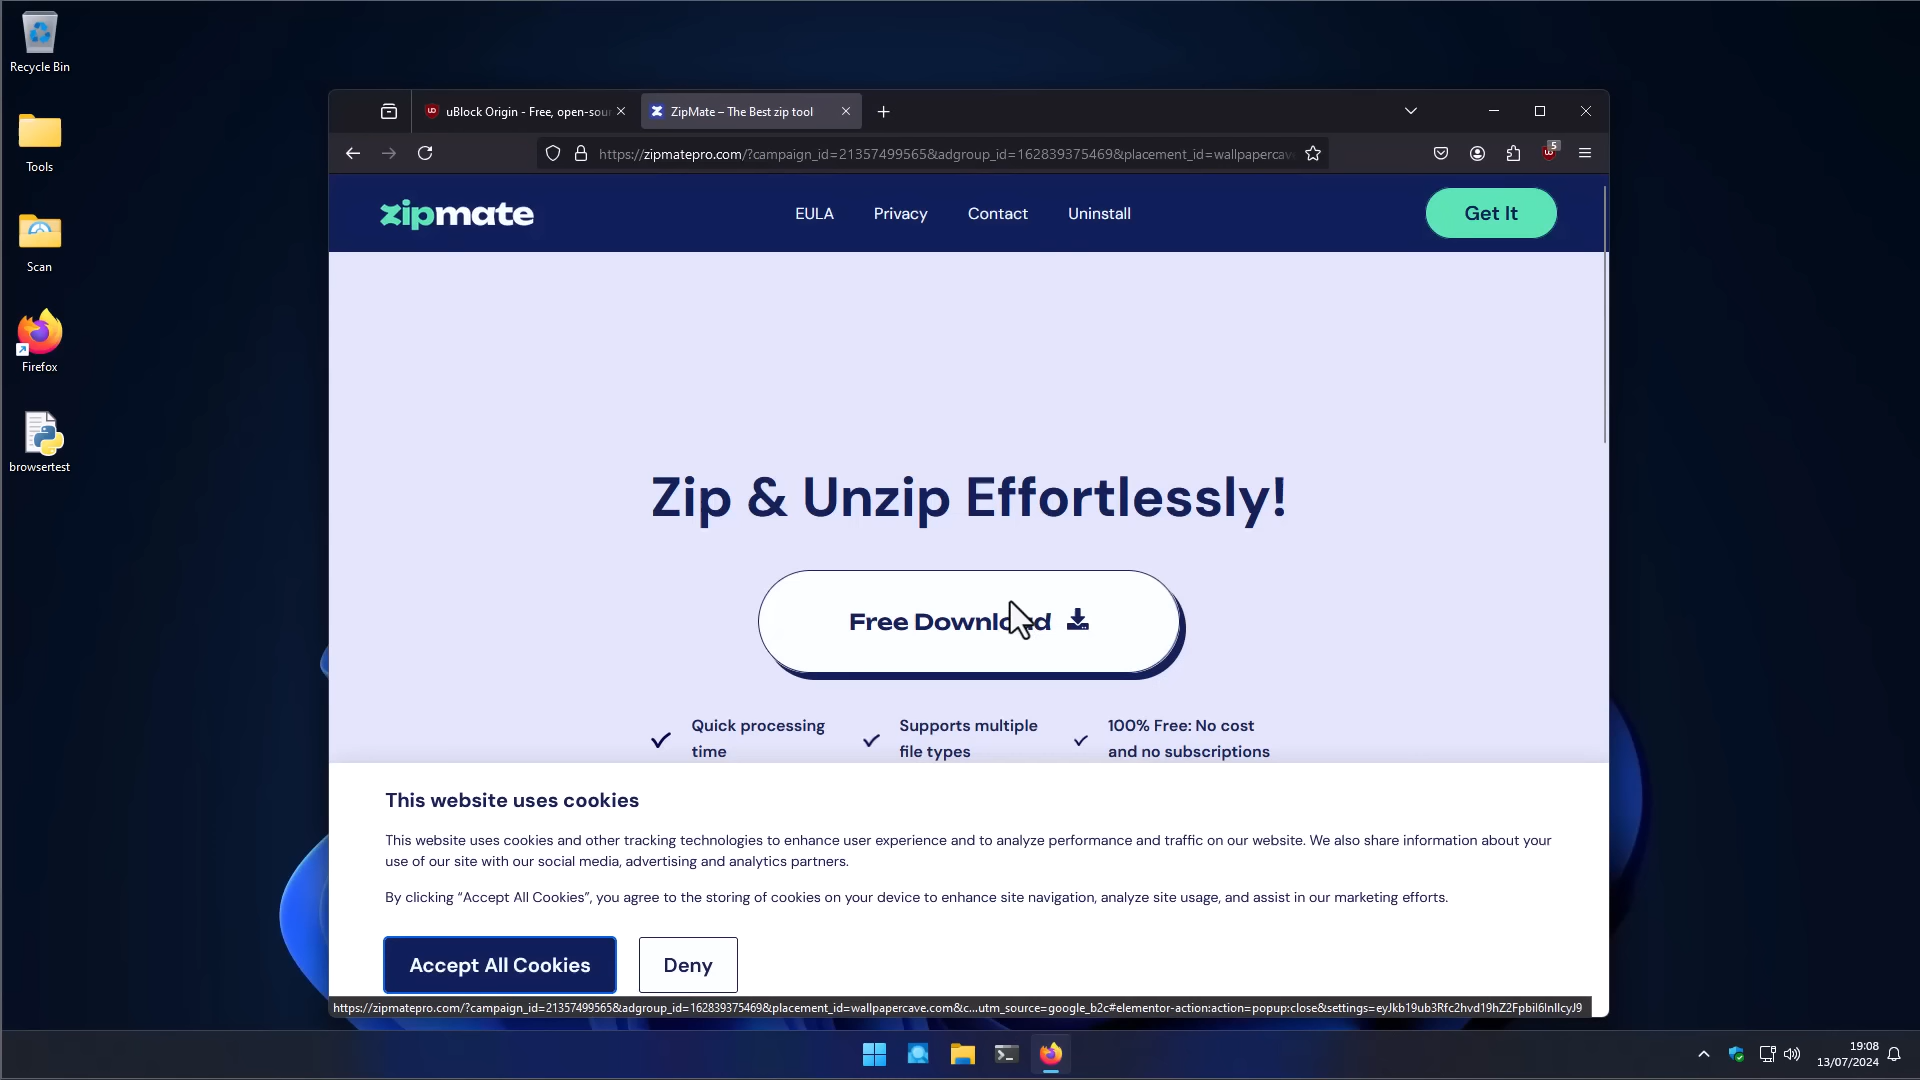 Recycle Bin
Tools
Scan
Firefox
browsertest
uBlock Origin - Free, open-sour
ZipMate – The Best zip tool
https://zipmatepro.com/?campaign_id=21357499565&adgroup_id=162839375469&placement_id=wallpapercave
5
zipmate
EULA
Privacy
Contact
Uninstall
Get It
Zip & Unzip Effortlessly!
Free Download
Quick processing
time
Supports multiple
file types
100% Free: No cost
and no subscriptions
This website uses cookies
This website uses cookies and other tracking technologies to enhance user experience and to analyze performance and traffic on our website. We also share information about your
use of our site with our social media, advertising and analytics partners.
By clicking “Accept All Cookies”, you agree to the storing of cookies on your device to enhance site navigation, analyze site usage, and assist in our marketing efforts.
Accept All Cookies
Deny
https://zipmatepro.com/?campaign_id=21357499565&adgroup_id=162839375469&placement_id=wallpapercave.com&c...utm_source=google_b2c#elementor-action:action=popup:close&settings=eyJkb19ub3Rfc2hvd19hZ2Fpbil6InllcyJ9
19:08
13/07/2024